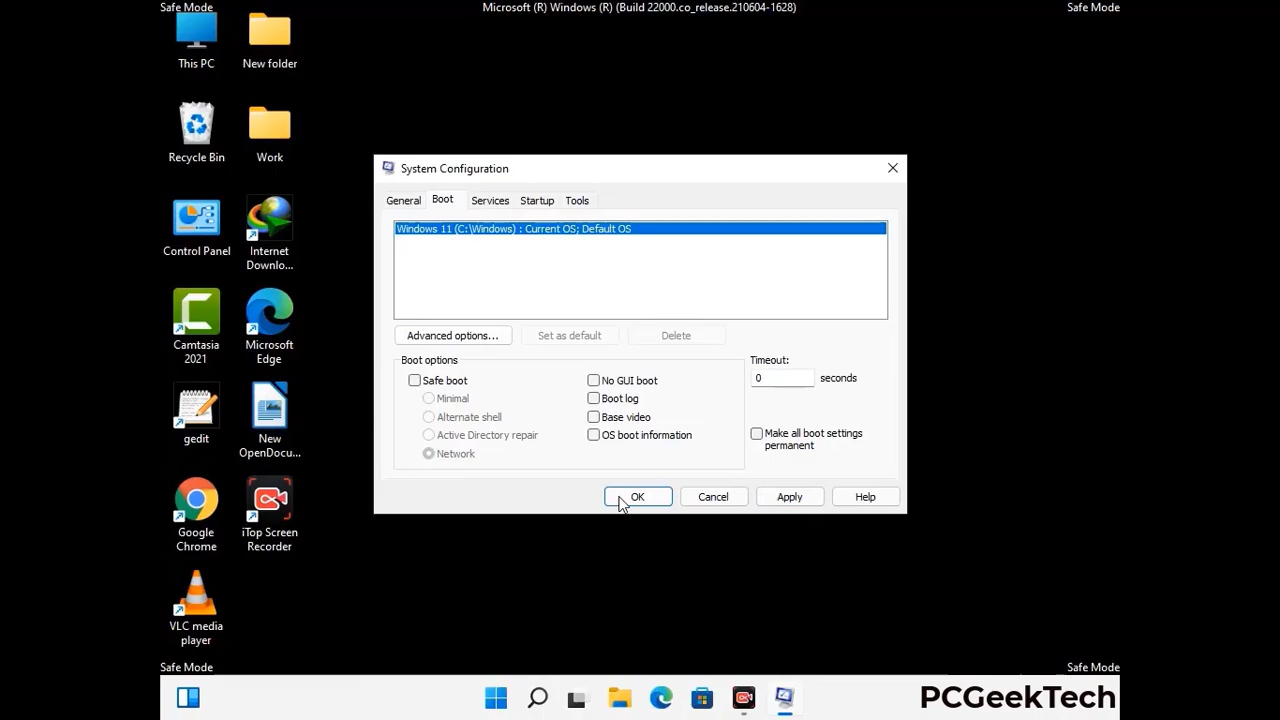 Safe Mode
Microsoft (R) Windows (R) (Build 22000.co_release.210604-1628)
Safe Mode
This PC
New folder
Recycle Bin
Work
Control Panel
Internet
Downlo...
Camtasia
2021
Microsoft
Edge
gedit
New
OpenDocu...
Google
Chrome
iTop Screen
Recorder
VLC media
player
System Configuration
General
Boot
Services
Startup
Tools
Windows 11 (C:\Windows) : Current OS; Default OS
Advanced options...
Set as default
Delete
Boot options
Safe boot
Minimal
Alternate shell
Active Directory repair
Network
No GUI boot
Boot log
Base video
OS boot information
Timeout:
0 seconds
Make all boot settings
permanent
OK
Cancel
Apply
Help
Safe Mode
Safe Mode
PCGeekTech